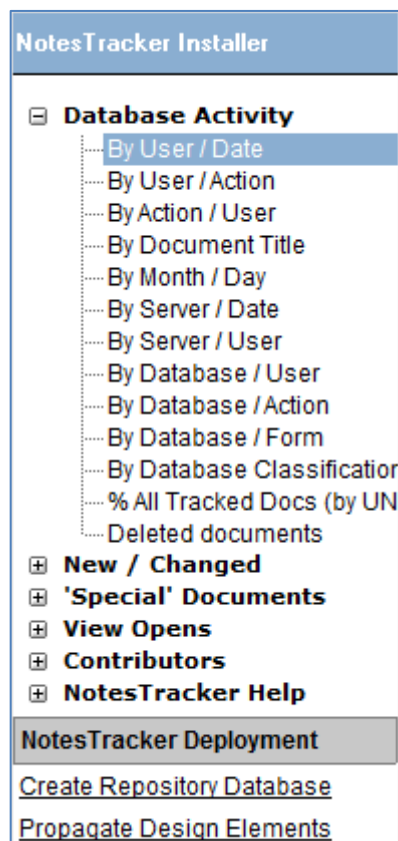 NotesTracker Installer
Database Activity
By User / Date
By User / Action
By Action / User
By Document Title
By Month / Day
By Server / Date
By Server / User
By Database / User
By Database / Action
By Database / Form
By Database Classification
% All Tracked Docs (by UN
Deleted documents
New / Changed
'Special' Documents
View Opens
Contributors
NotesTracker Help
NotesTracker Deployment
Create Repository Database
Propagate Design Elements